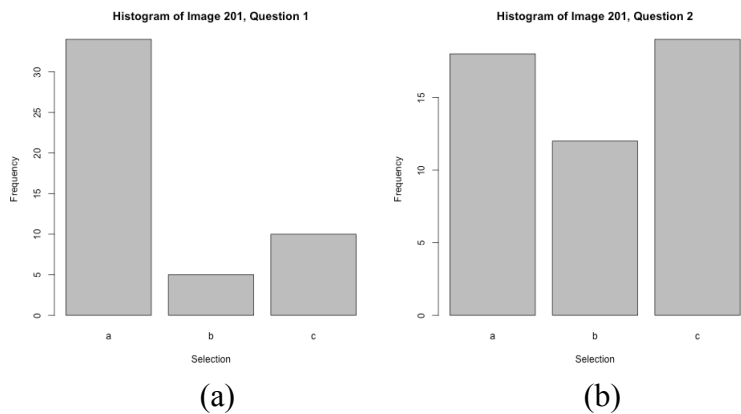 Histogram of Image 201, Question 1
Frequency
30
25
20
15
10
5
0
a b c
Selection
(a)
Histogram of Image 201, Question 2
Frequency
15
10
5
0
a b c
Selection
(b)